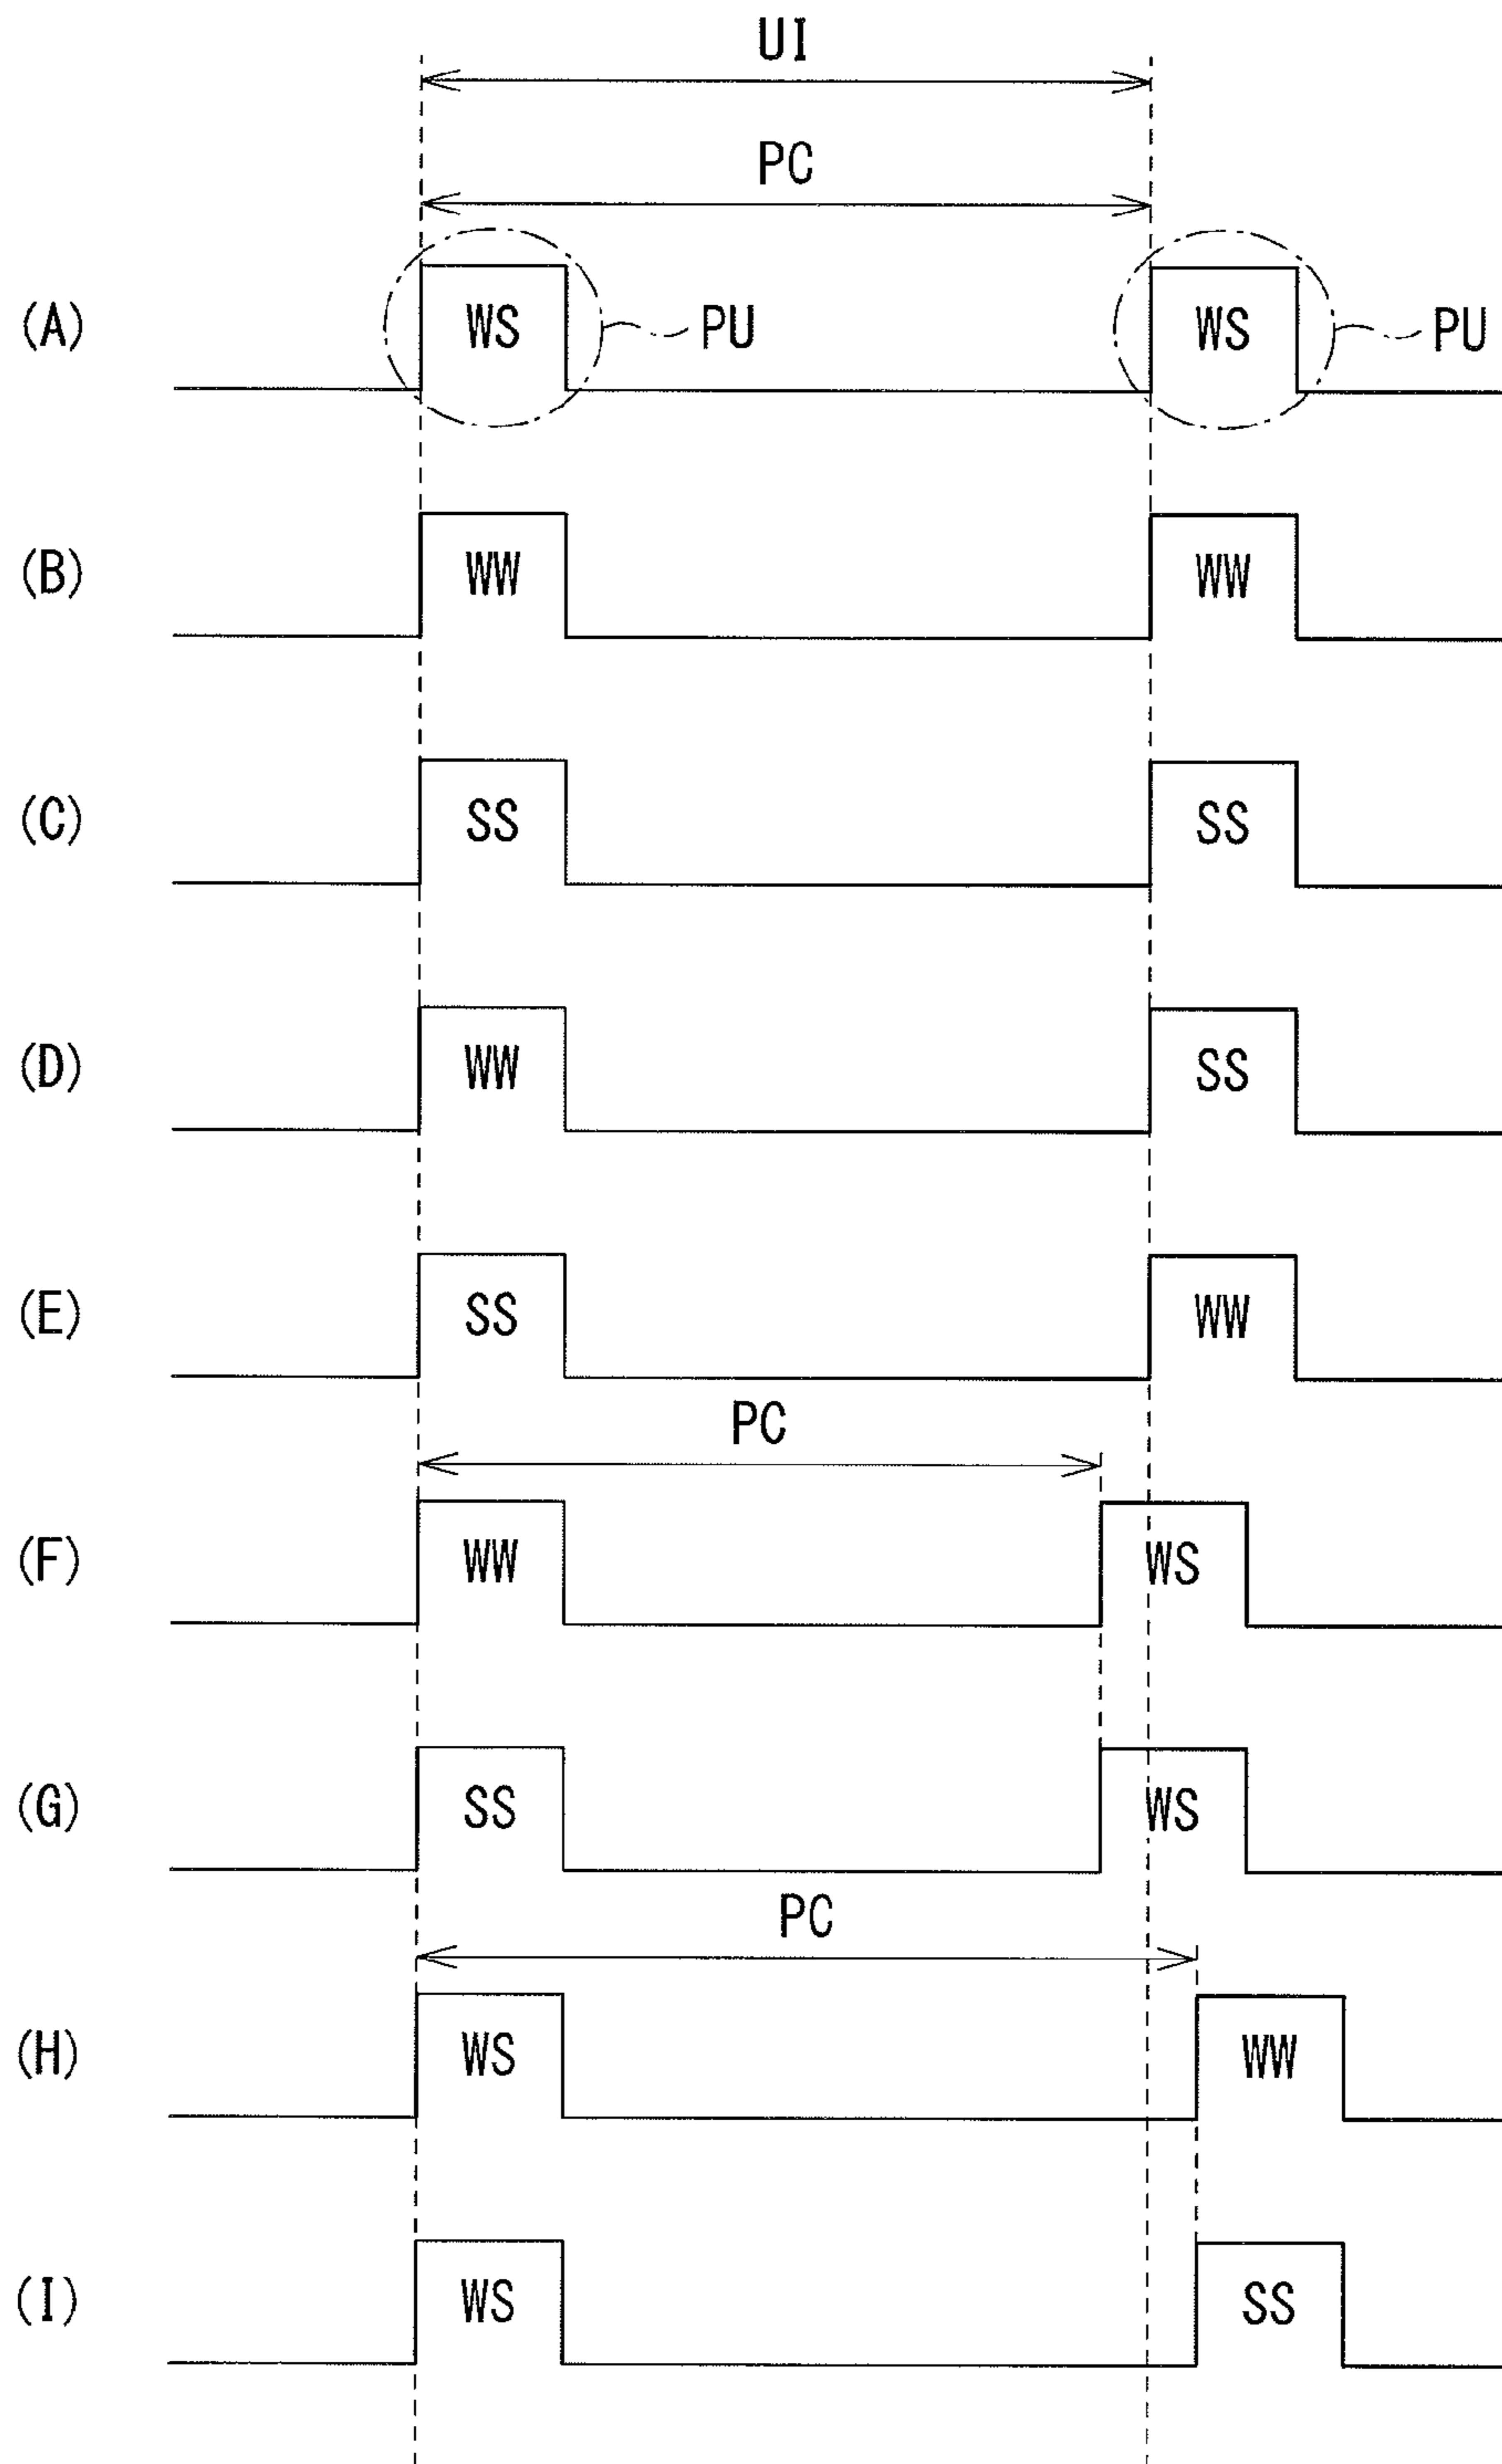 UI
PC
(A) WS PU WS PU
(B) WW WW
(C) SS SS
(D) WW SS
(E) SS WW
PC
(F) WW WS
(G) SS WS
PC
(H) WS WW
(I) WS SS